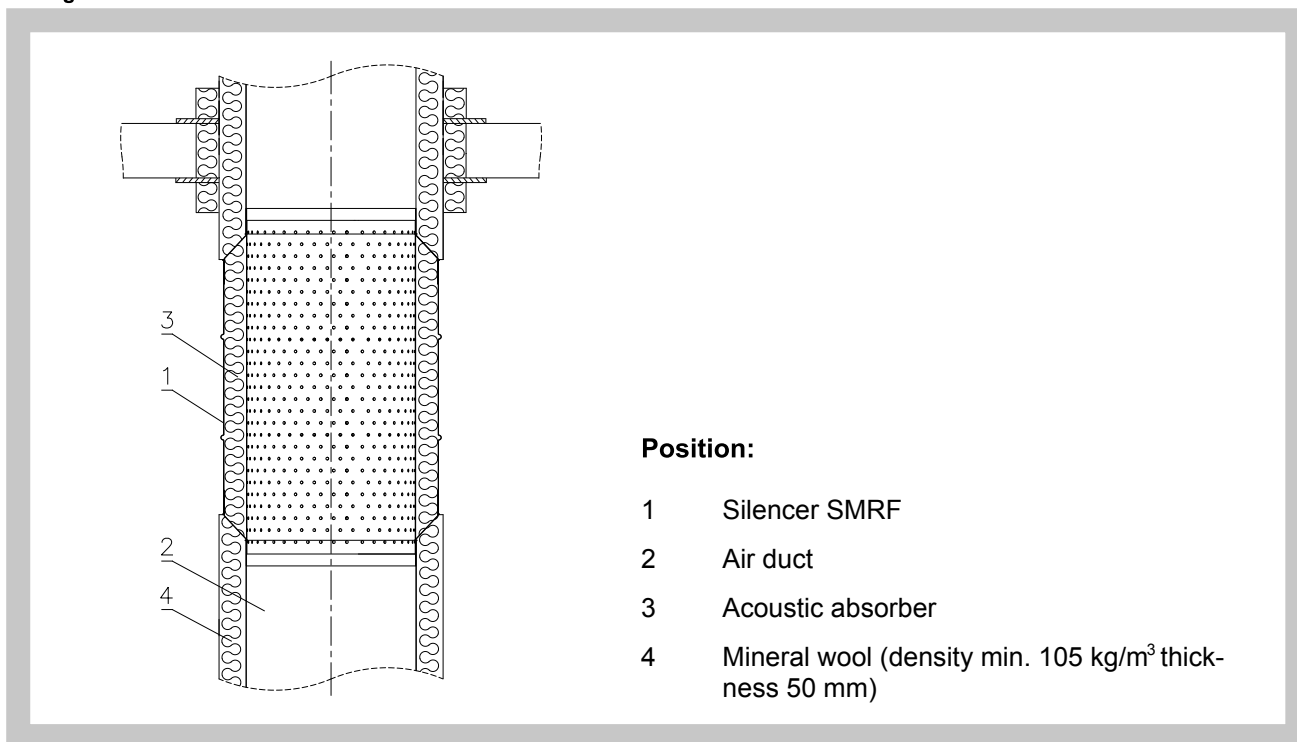 3
1
2
4
Position:
1 Silencer SMRF
2 Air duct
3 Acoustic absorber
4 Mineral wool (density min. 105 kg/m³ thick-
ness 50 mm)